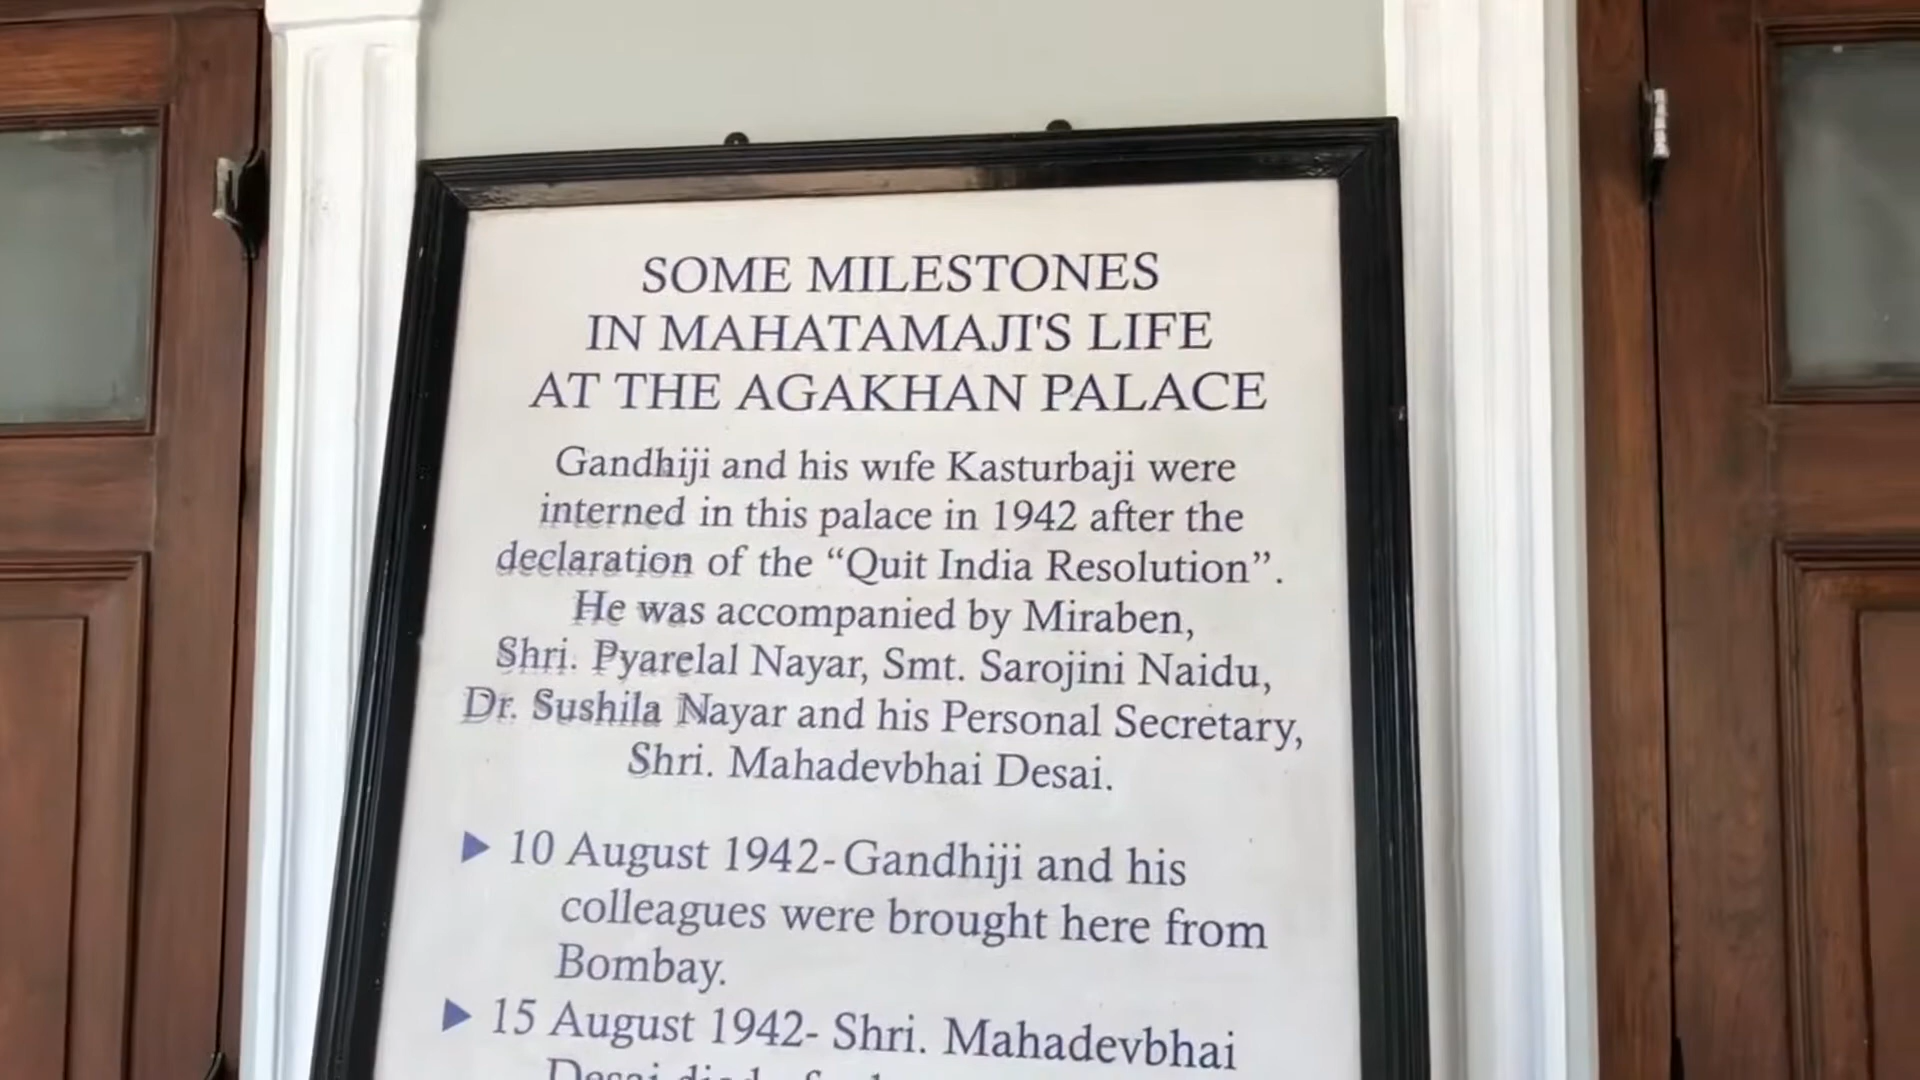 SOME MILESTONES
IN MAHATAMAJI'S LIFE
AT THE AGAKHAN PALACE
Gandhiji and his wife Kasturbaji were
interned in this palace in 1942 after the
declaration of the “Quit India Resolution”.
He was accompanied by Miraben,
Shri. Pyarelal Nayar, Smt. Sarojini Naidu,
Dr. Sushila Nayar and his Personal Secretary,
Shri. Mahadevbhai Desai.
▶ 10 August 1942- Gandhiji and his
colleagues were brought here from
Bombay.
▶ 15 August 1942- Shri. Mahadevbhai
Desai died of